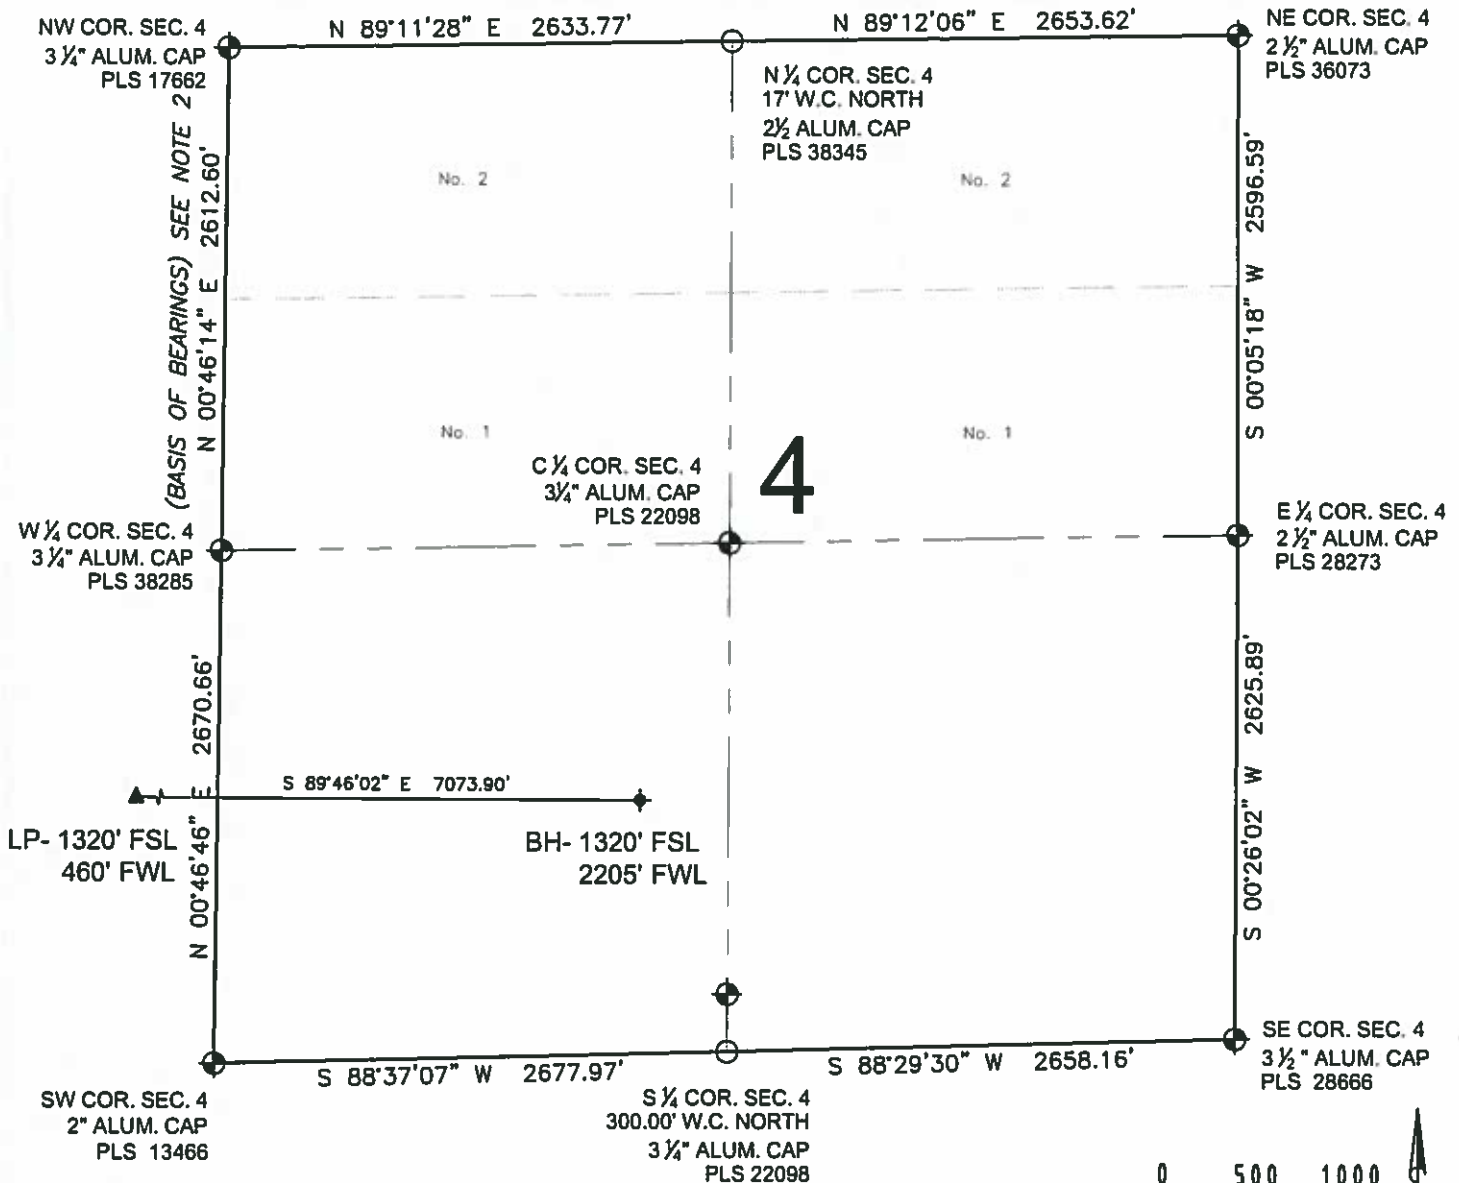 NW COR. SEC. 4
3 ¼" ALUM. CAP
PLS 17662
N 89°11'28" E 2633.77'
N 89°12'06" E 2653.62'
NE COR. SEC. 4
2 ½" ALUM. CAP
PLS 36073
N ¼ COR. SEC. 4
17' W.C. NORTH
2½ ALUM. CAP
PLS 38345
(BASIS OF BEARINGS) SEE NOTE 2
N 00°46'14" E 2612.60'
No. 2
No. 2
S 00°05'18" W 2596.59'
No. 1
No. 1
C ¼ COR. SEC. 4
3¼" ALUM. CAP
PLS 22098
4
W ¼ COR. SEC. 4
3 ¼" ALUM. CAP
PLS 38285
E ¼ COR. SEC. 4
2 ½" ALUM. CAP
PLS 28273
N 00°46'46" E 2670.66'
S 89°46'02" E 7073.90'
LP- 1320' FSL
460' FWL
BH- 1320' FSL
2205' FWL
S 00°26'02" W 2625.89'
S 88°37'07" W 2677.97'
S 88°29'30" W 2658.16'
SE COR. SEC. 4
3 ½" ALUM. CAP
PLS 28666
SW COR. SEC. 4
2" ALUM. CAP
PLS 13466
S ¼ COR. SEC. 4
300.00' W.C. NORTH
3 ¼" ALUM. CAP
PLS 22098
0 500 1000